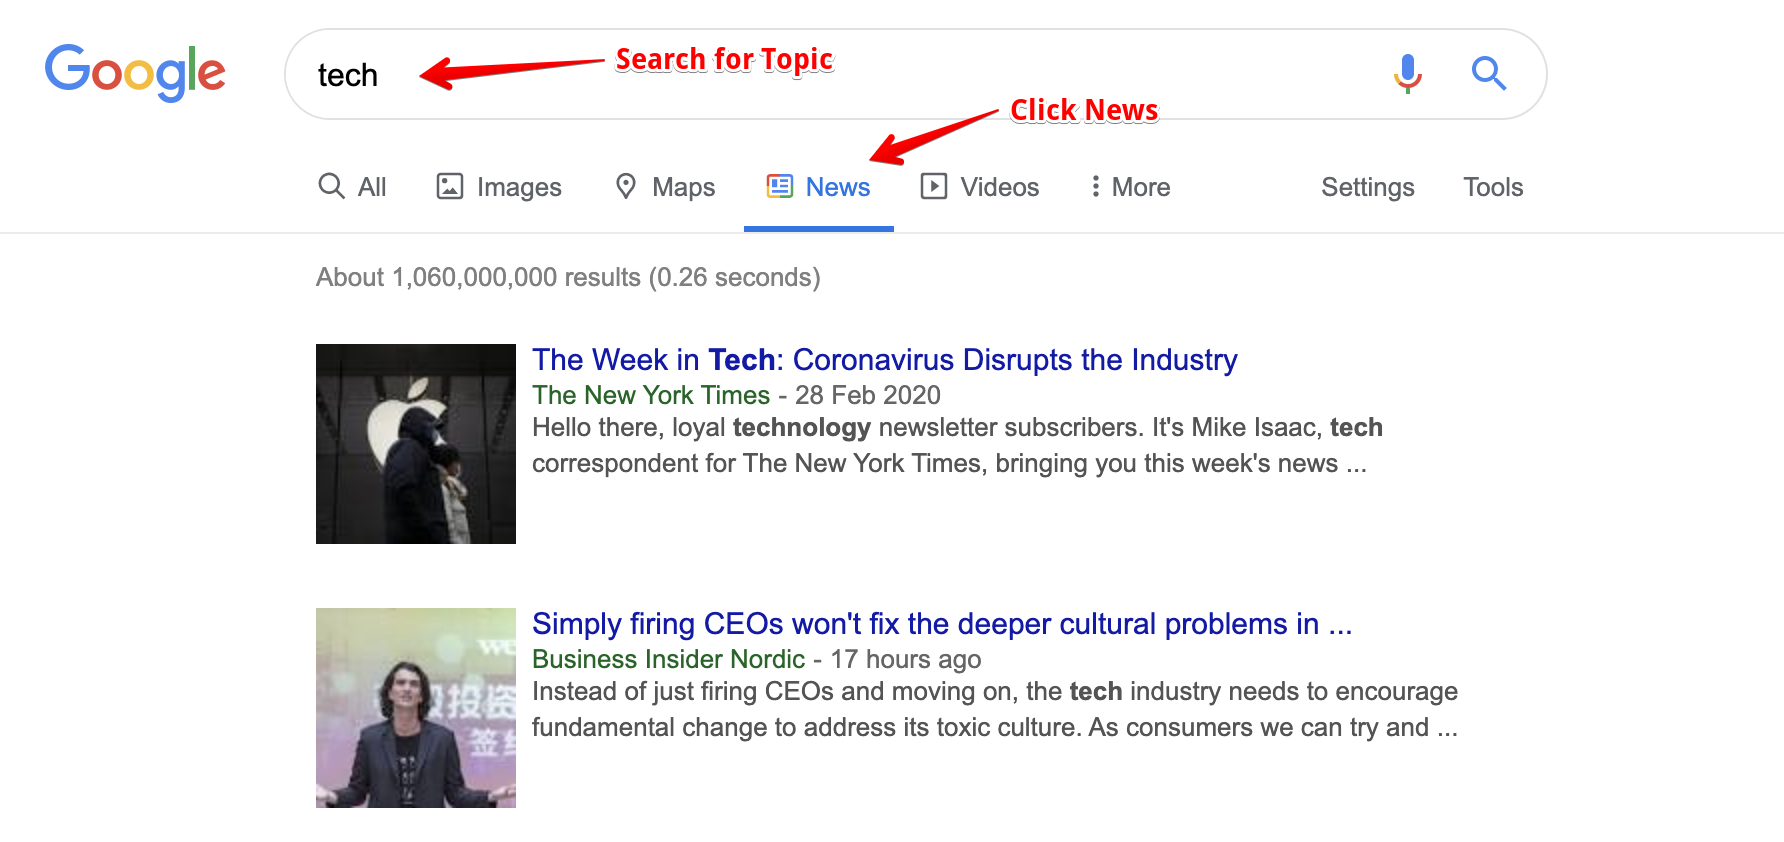 Google
tech
Search for Topic
Click News
All Images Maps News Videos More Settings Tools
About 1,060,000,000 results (0.26 seconds)
The Week in Tech: Coronavirus Disrupts the Industry
The New York Times - 28 Feb 2020
Hello there, loyal technology newsletter subscribers. It's Mike Isaac, tech
correspondent for The New York Times, bringing you this week's news ...
Simply firing CEOs won't fix the deeper cultural problems in ...
Business Insider Nordic - 17 hours ago
Instead of just firing CEOs and moving on, the tech industry needs to encourage
fundamental change to address its toxic culture. As consumers we can try and ...